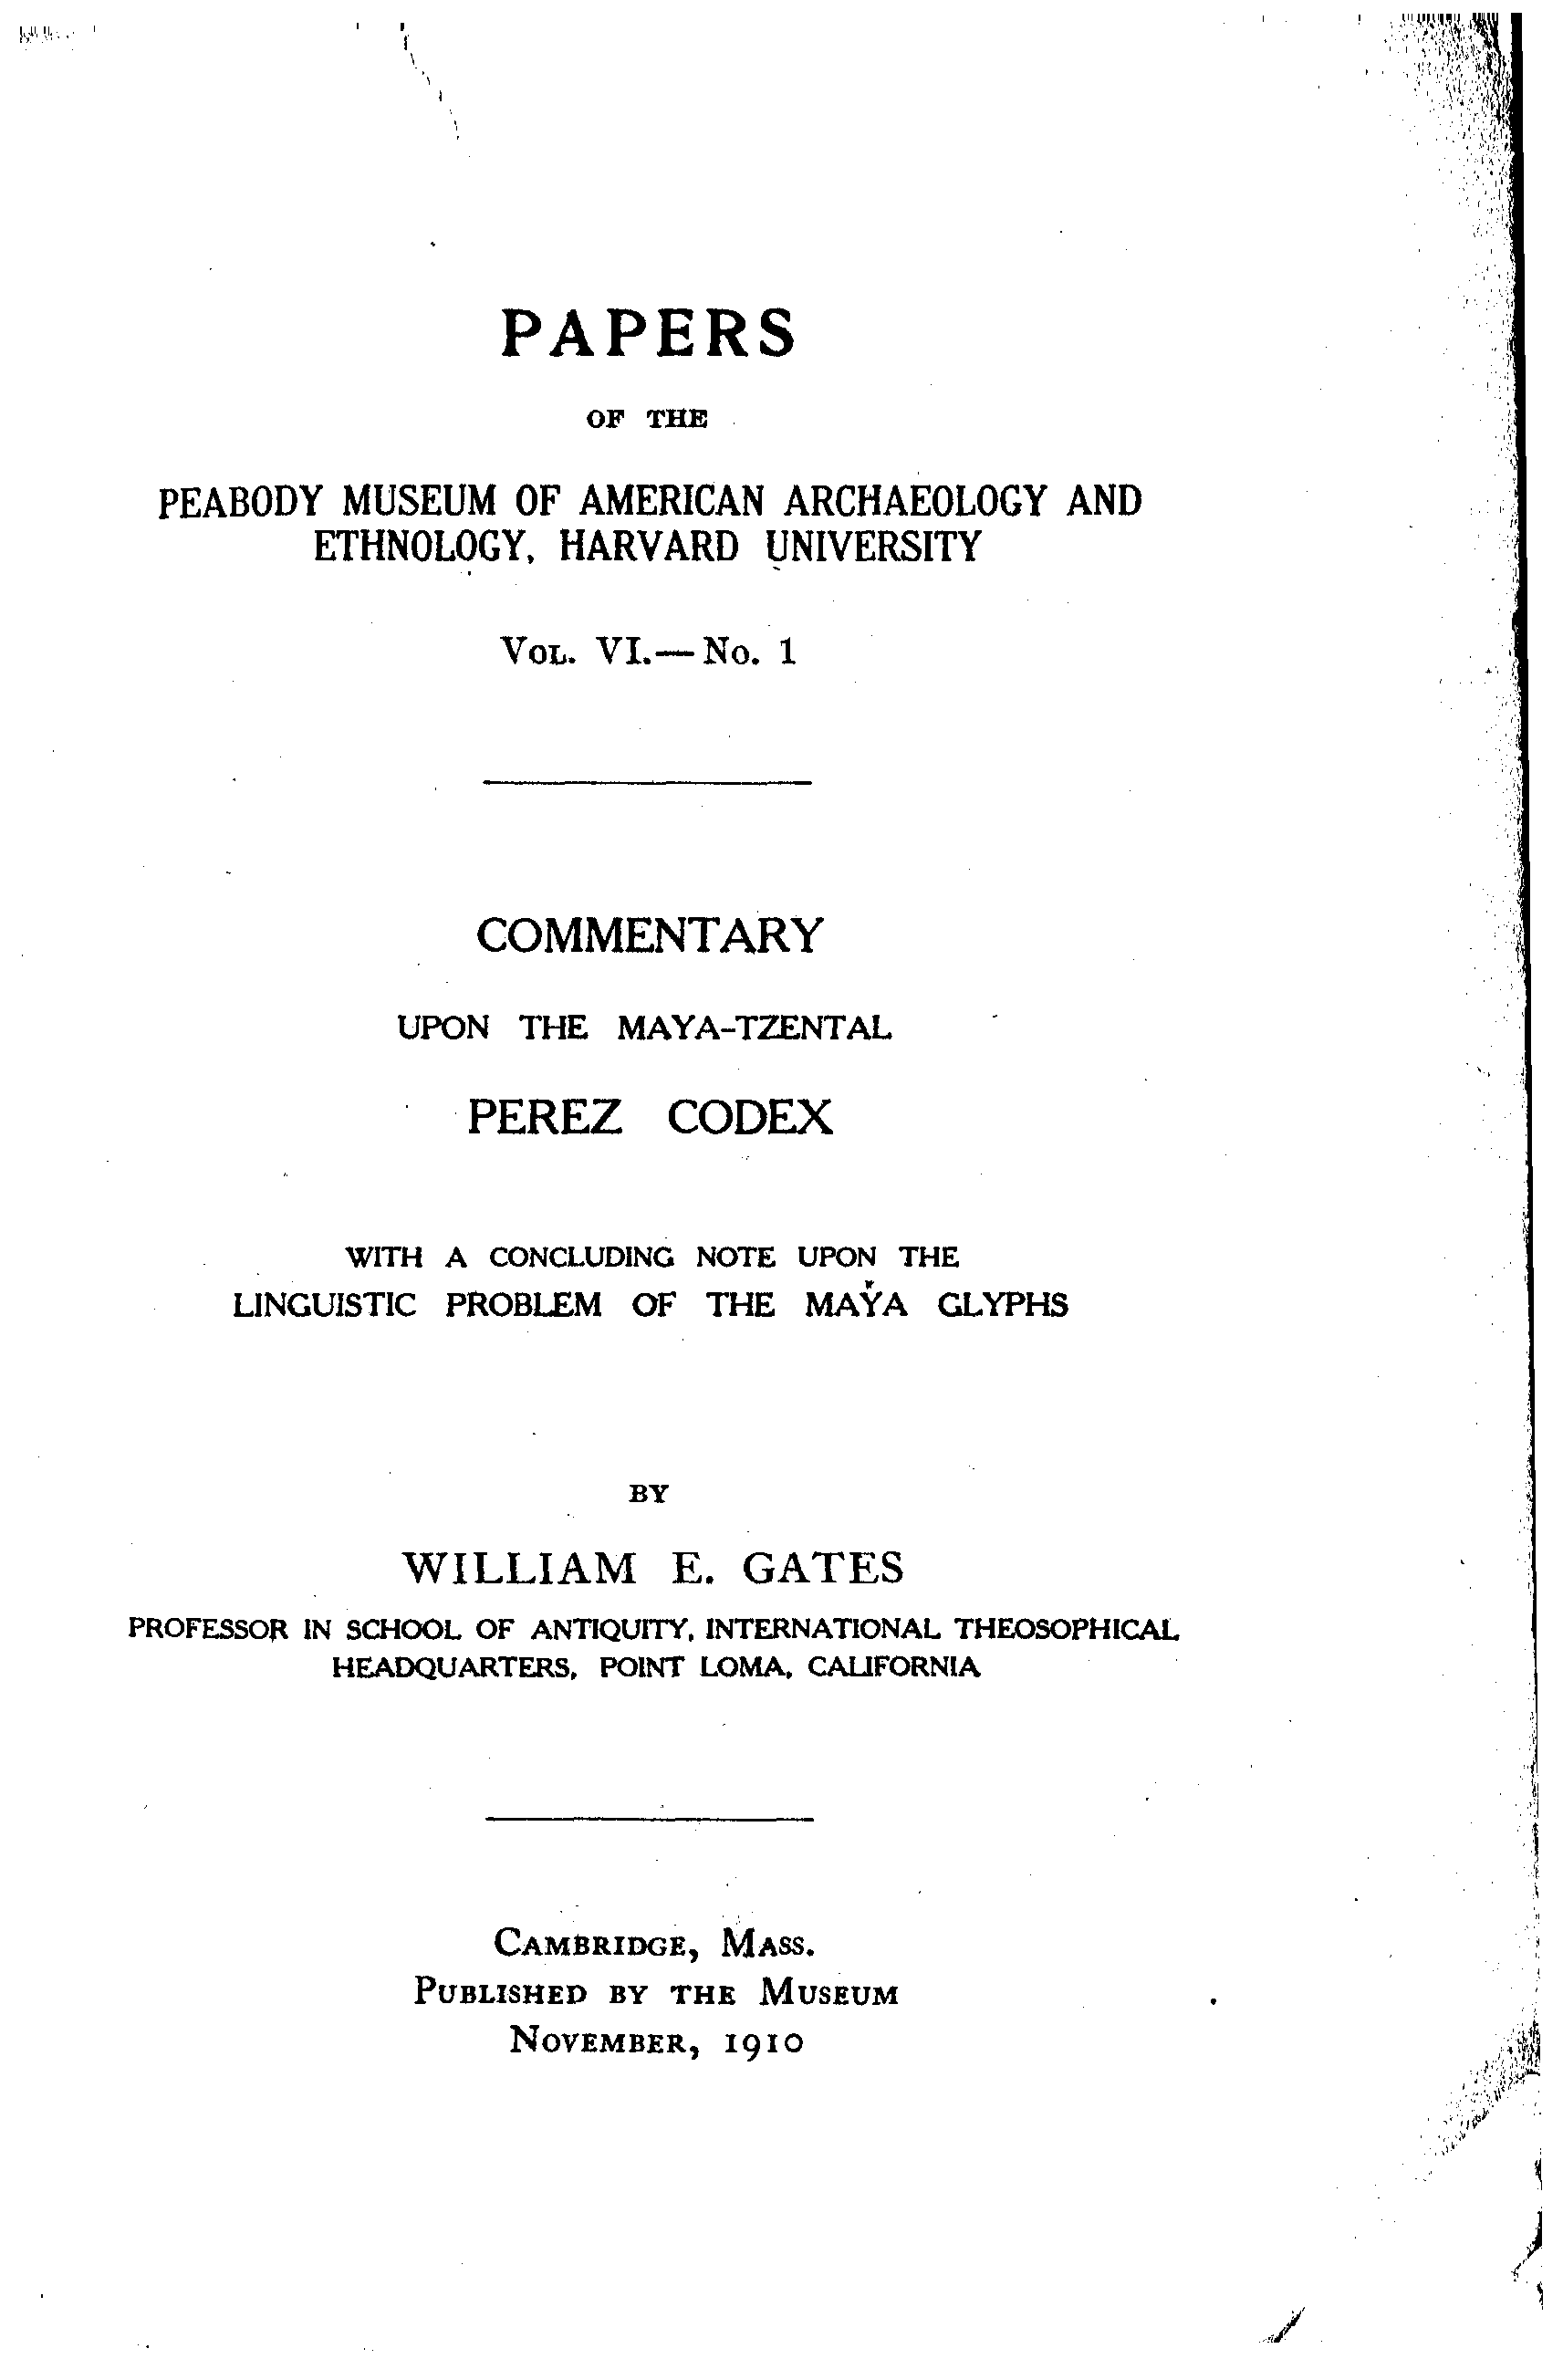 PAPERS
OF THE
PEABODY MUSEUM OF AMERICAN ARCHAEOLOGY AND
ETHNOLOGY, HARVARD UNIVERSITY
VOL. VI.—NO. 1
COMMENTARY
UPON THE MAYA-TZENTAL
PEREZ CODEX
WITH A CONCLUDING NOTE UPON THE
LINGUISTIC PROBLEM OF THE MAYA GLYPHS
BY
WILLIAM E. GATES
PROFESSOR IN SCHOOL OF ANTIQUITY, INTERNATIONAL THEOSOPHICAL
HEADQUARTERS, POINT LOMA, CALIFORNIA
CAMBRIDGE, MASS.
PUBLISHED BY THE MUSEUM
NOVEMBER, 1910